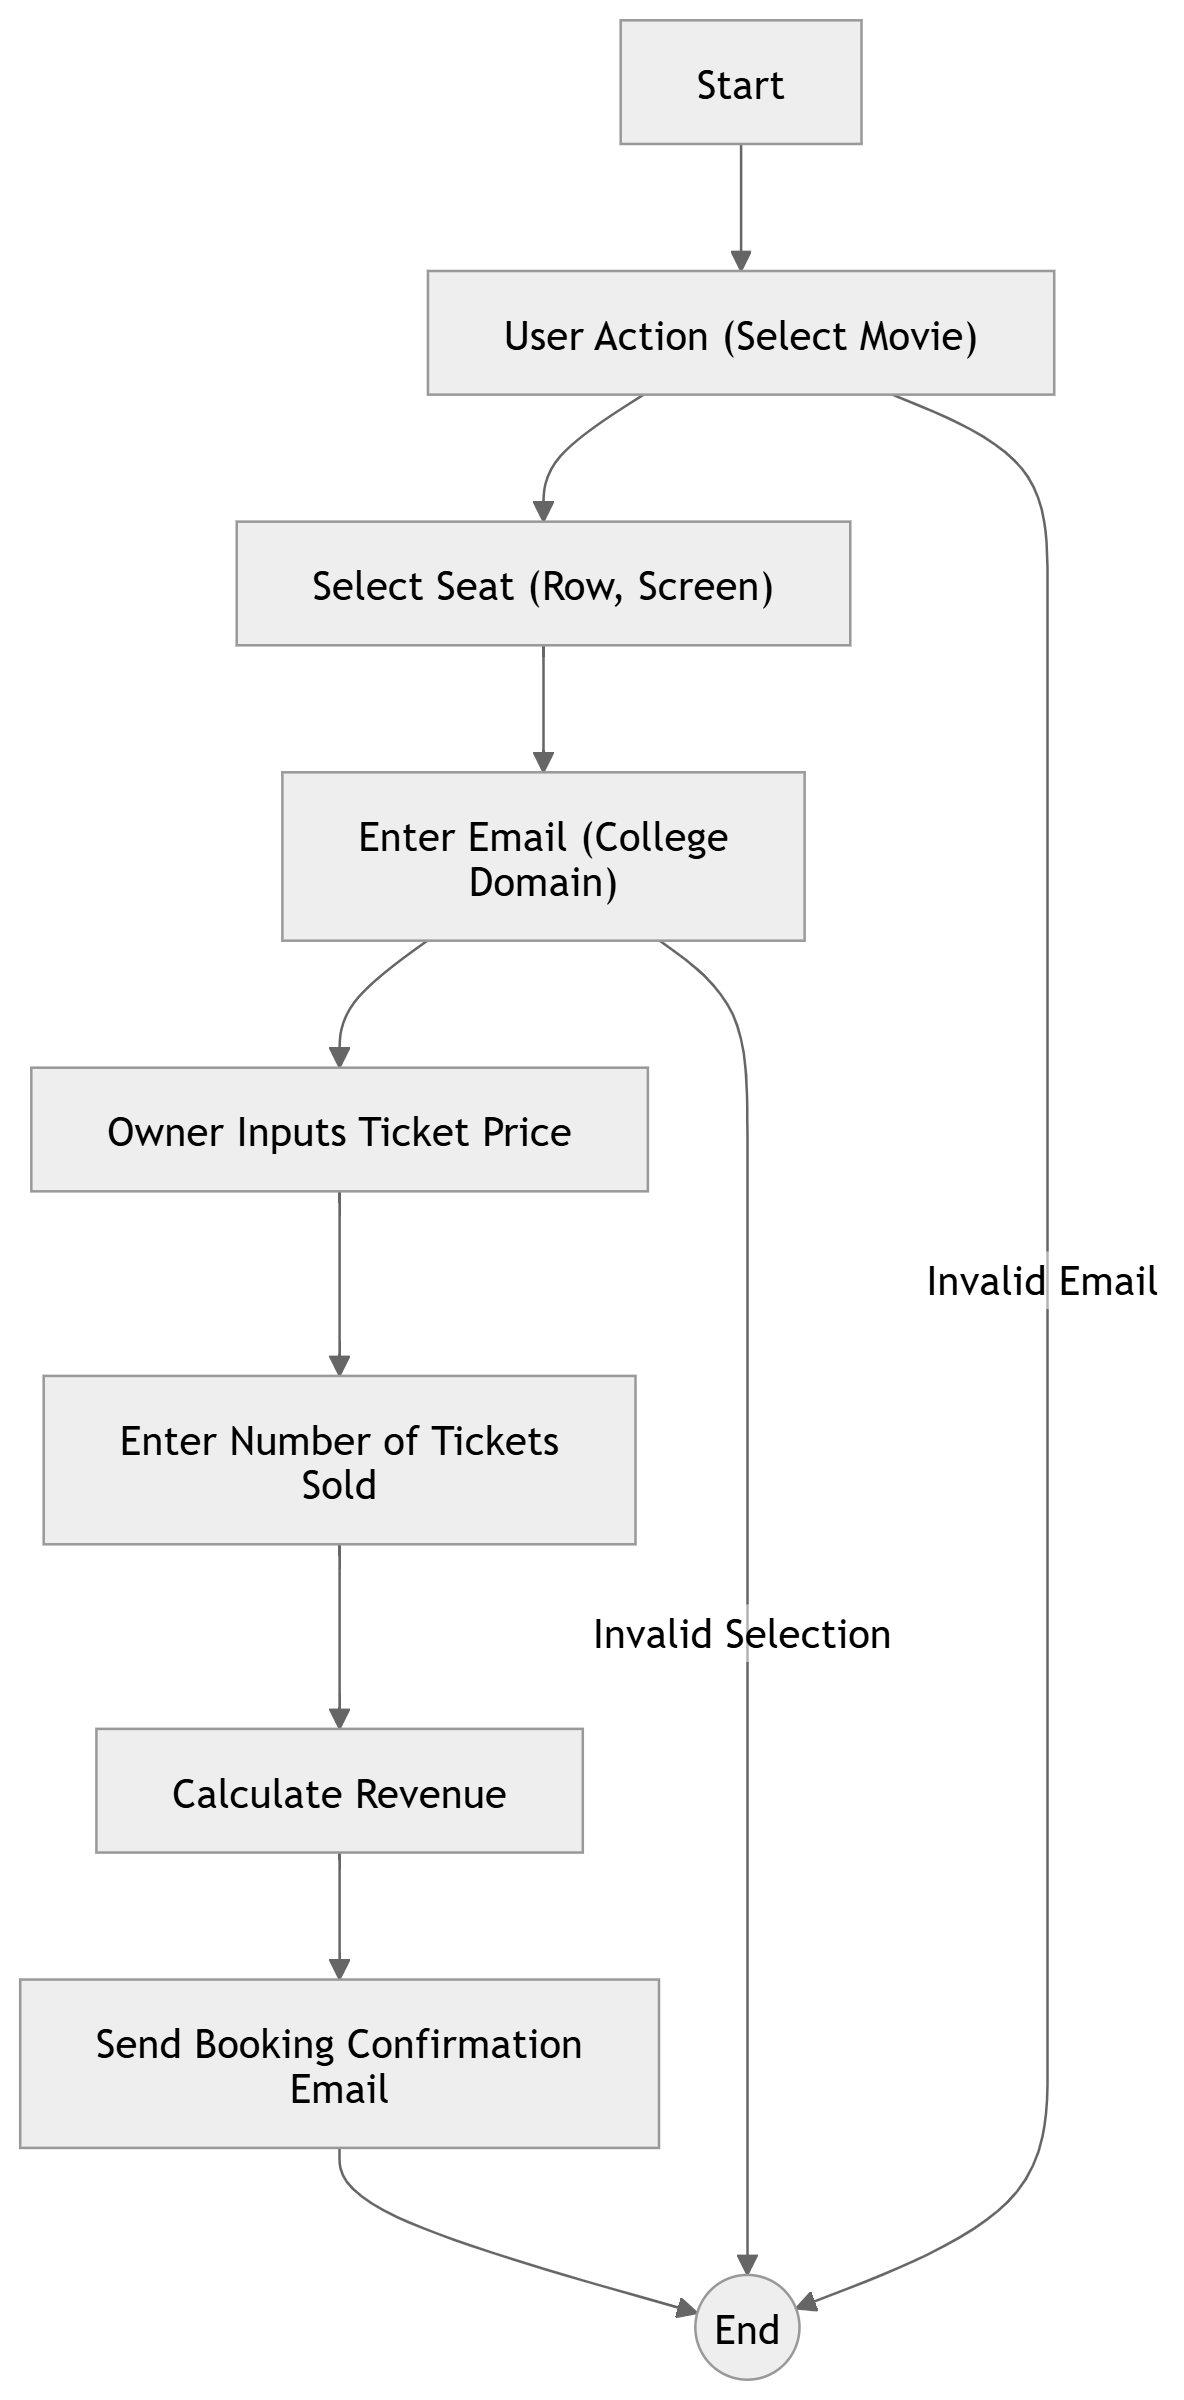 Start
User Action (Select Movie)
Select Seat (Row, Screen)
Enter Email (College
Domain)
Owner Inputs Ticket Price
Invalid Email
Enter Number of Tickets
Sold
Invalid Selection
Calculate Revenue
Send Booking Confirmation
Email
End